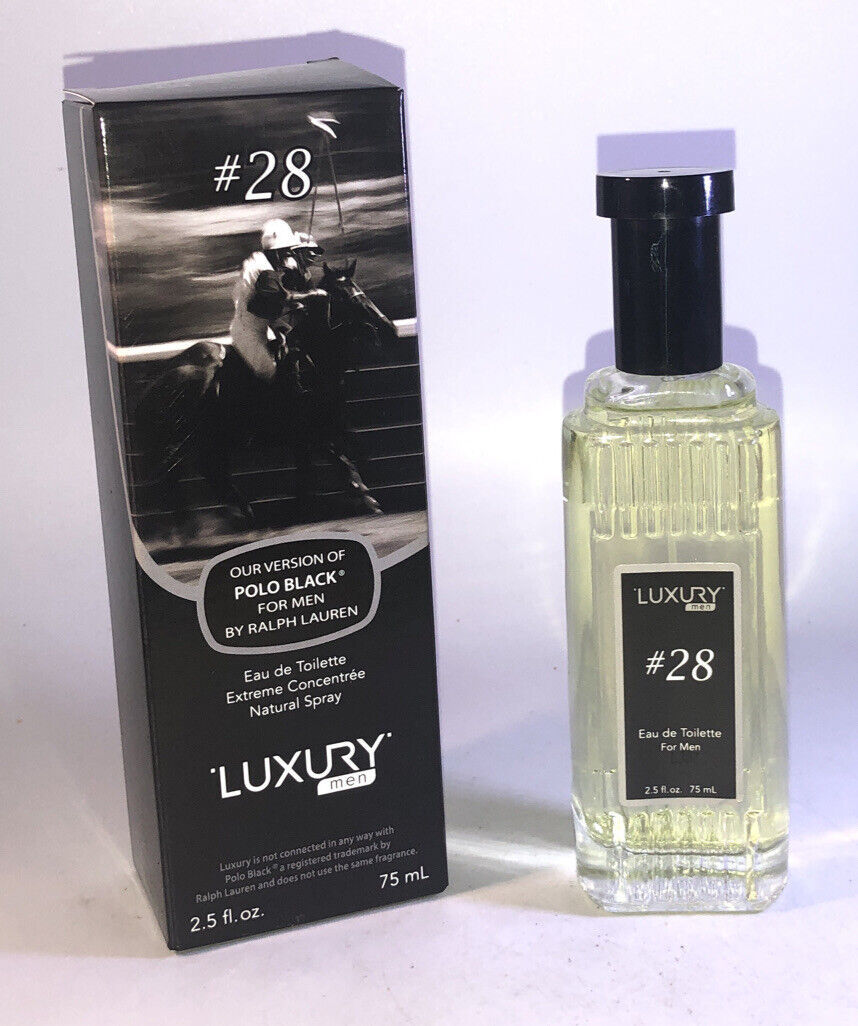 #28
OUR VERSION OF
POLO BLACK®
FOR MEN
BY RALPH LAUREN
Eau de Toilette
Extreme Concentrée
Natural Spray
LUXURY
men
Luxury is not connected in any way with
Polo Black® a registered trademark by
Ralph Lauren and does not use the same fragrance.
2.5 fl. oz.
75 mL
LUXURY
men
#28
Eau de Toilette
For Men
2.5 fl. oz. 75 mL